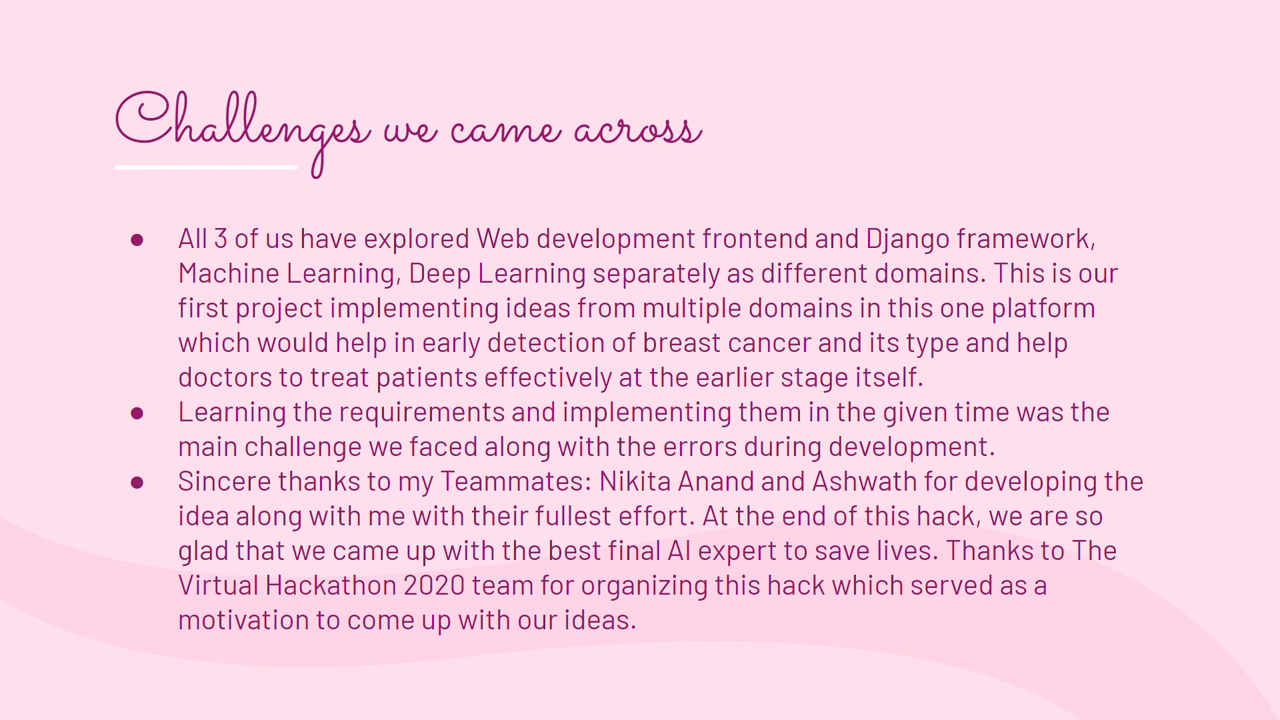 Challenges we came across
● All 3 of us have explored Web development frontend and Django framework,
Machine Learning, Deep Learning separately as different domains. This is our
first project implementing ideas from multiple domains in this one platform
which would help in early detection of breast cancer and its type and help
doctors to treat patients effectively at the earlier stage itself.
● Learning the requirements and implementing them in the given time was the
main challenge we faced along with the errors during development.
● Sincere thanks to my Teammates: Nikita Anand and Ashwath for developing the
idea along with me with their fullest effort. At the end of this hack, we are so
glad that we came up with the best final AI expert to save lives. Thanks to The
Virtual Hackathon 2020 team for organizing this hack which served as a
motivation to come up with our ideas.